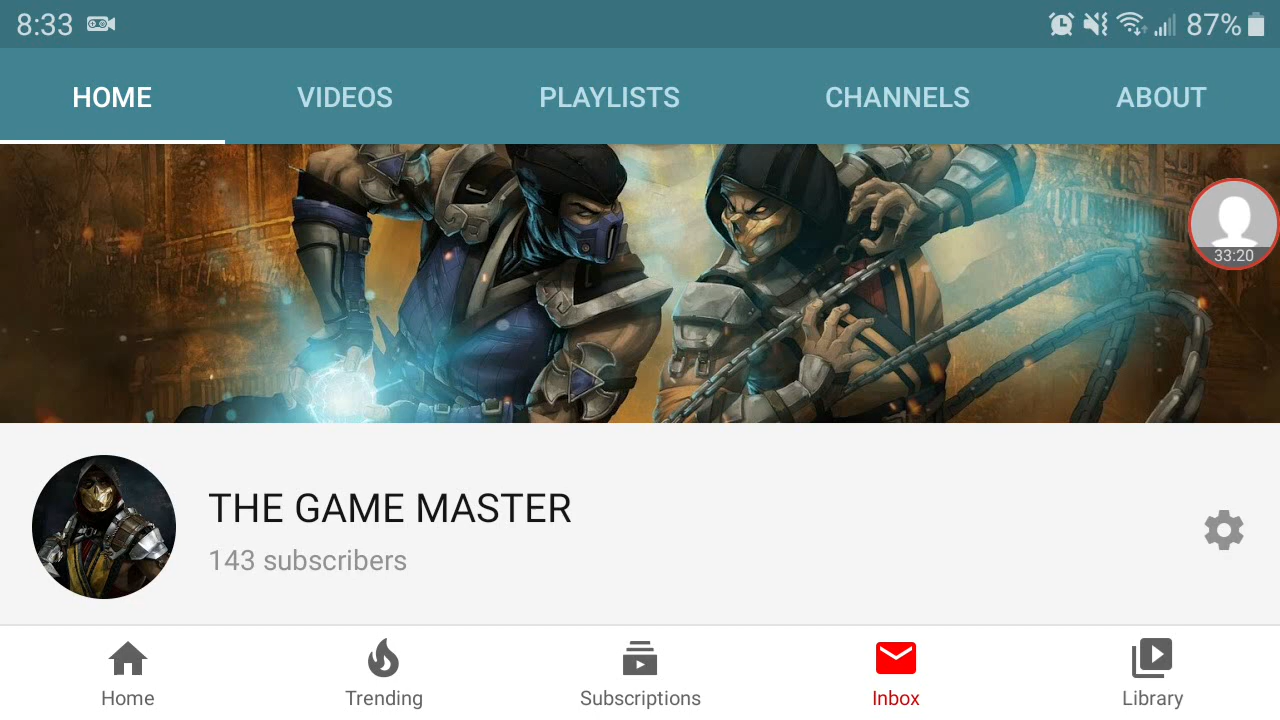 8:33 87%
HOME VIDEOS PLAYLISTS CHANNELS ABOUT
33:20
THE GAME MASTER
143 subscribers
Home Trending Subscriptions Inbox Library